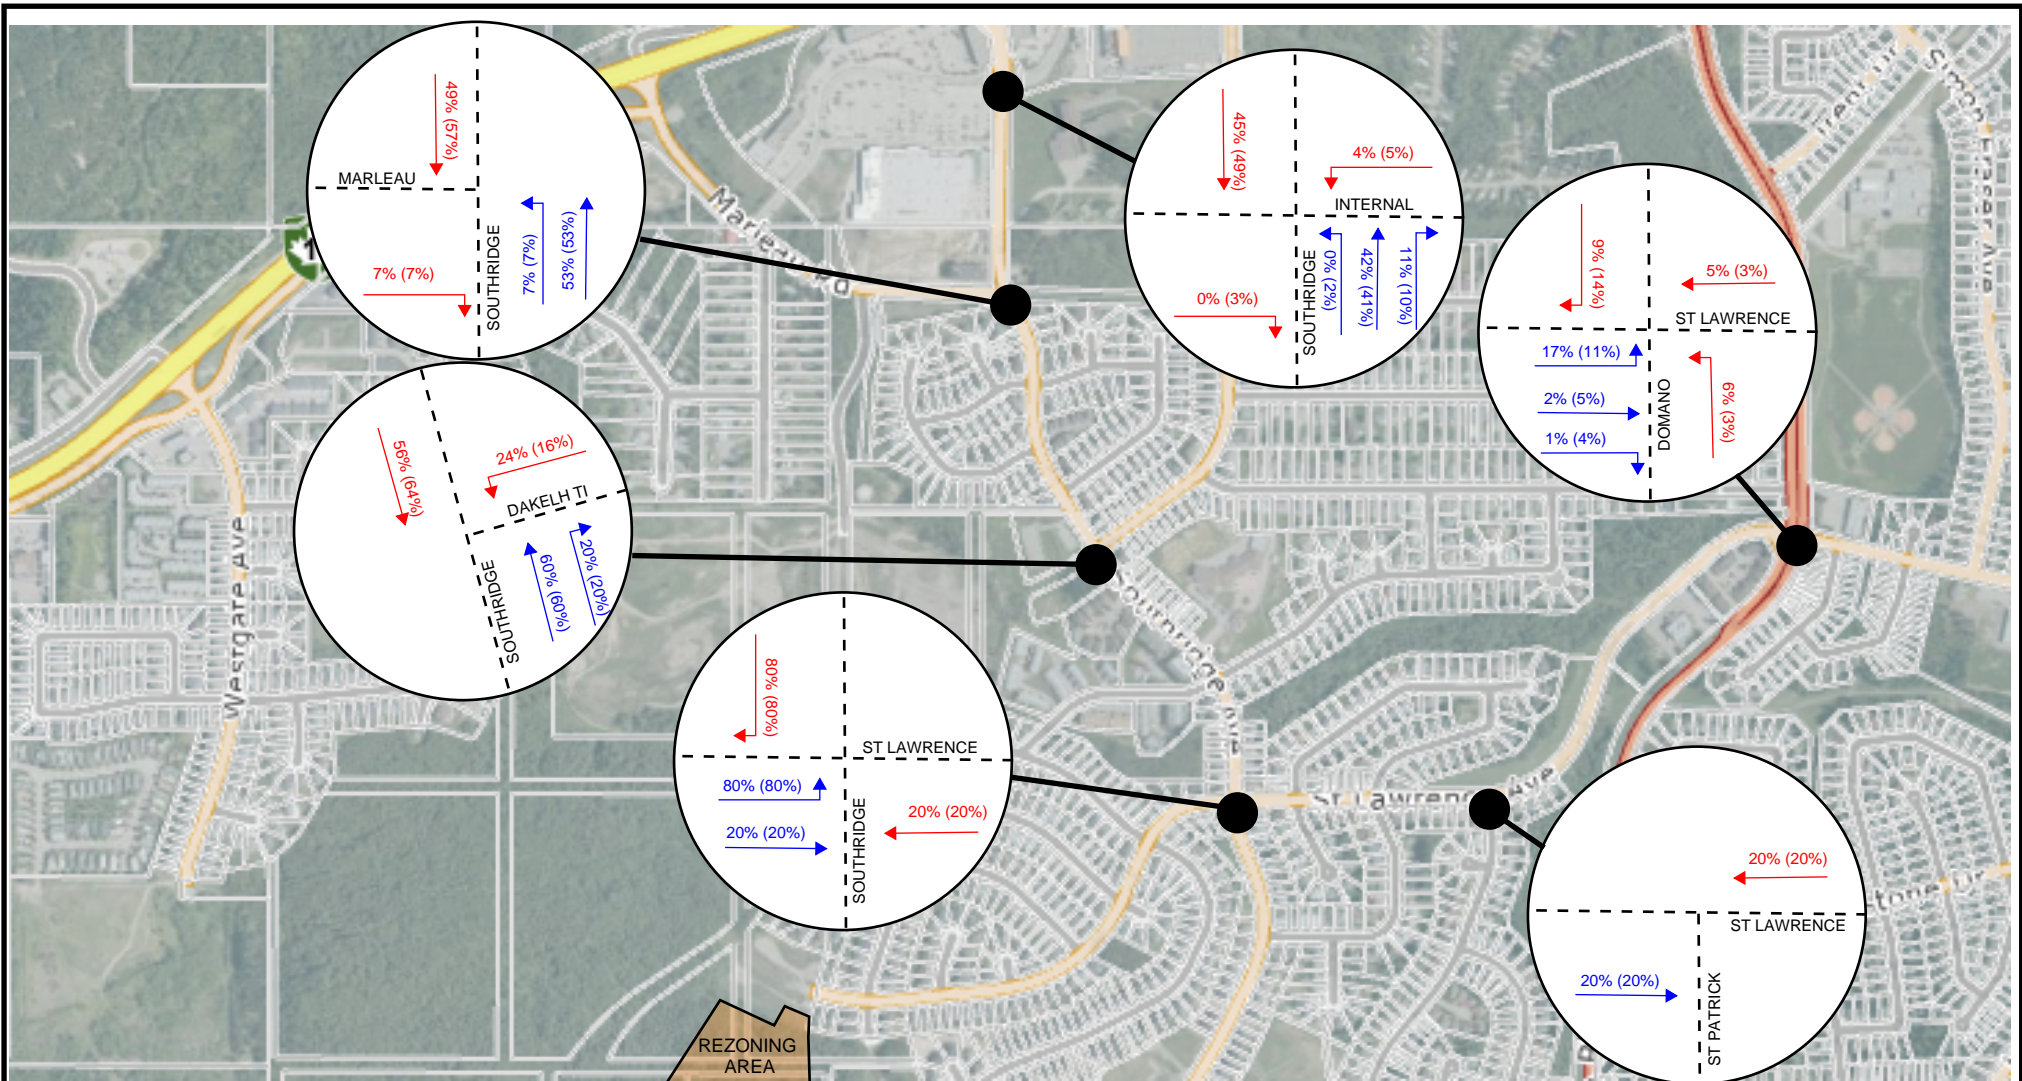 49% (57%)
MARLEAU
7% (7%)
SOUTHRIDGE
7% (7%)
53% (53%)
45% (49%)
4% (5%)
INTERNAL
0% (3%)
SOUTHRIDGE
0% (2%)
42% (41%)
11% (10%)
9% (14%)
5% (3%)
ST LAWRENCE
17% (11%)
2% (5%)
1% (4%)
DOMANO
6% (3%)
56% (64%)
24% (16%)
DAKELH TI
SOUTHRIDGE
60% (60%)
20% (20%)
80% (80%)
ST LAWRENCE
80% (80%)
20% (20%)
SOUTHRIDGE
20% (20%)
20% (20%)
ST LAWRENCE
20% (20%)
ST PATRICK
REZONING
AREA
Marleau Rd
Westgate Ave
Southridge Ave
St Lawrence Ave